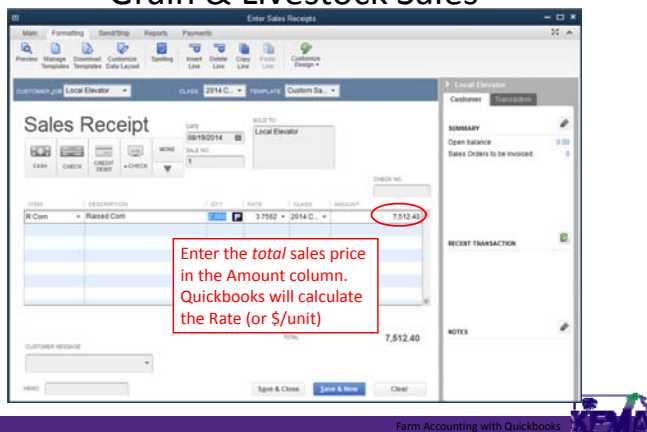 Grain & Livestock Sales
Enter Sales Receipts
Main Formatting Send/Ship Reports Payments
Preview Manage Templates Download Templates Customize Data Layout Spelling Insert Line Delete Line Copy Line Paste Line Customize Design
CUSTOMER:JOB Local Elevator CLASS 2014 C... TEMPLATE Custom Sa...
Local Elevator
Customer Transaction
Sales Receipt
DATE
08/19/2014
SALE NO.
1
SOLD TO
Local Elevator
CASH CHECK CREDIT DEBIT e-CHECK MORE
CHECK NO.
SUMMARY
Open balance 0.00
Sales Orders to be invoiced 0
ITEM DESCRIPTION QTY RATE CLASS AMOUNT
R Corn Raised Corn 2,000 3.7562 2014 C... 7,512.40
Enter the total sales price
in the Amount column.
Quickbooks will calculate
the Rate (or $/unit)
RECENT TRANSACTION
TOTAL 7,512.40
NOTES
CUSTOMER MESSAGE
MEMO
Save & Close Save & New Clear
Farm Accounting with Quickbooks
KFMA